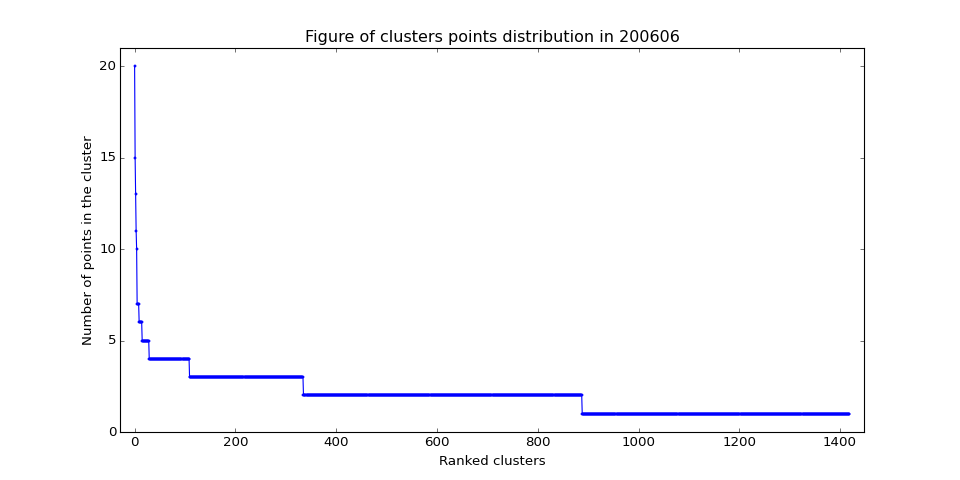 Figure of clusters points distribution in 200606
Number of points in the cluster
20
15
10
5
0
0 200 400 600 800 1000 1200 1400
Ranked clusters